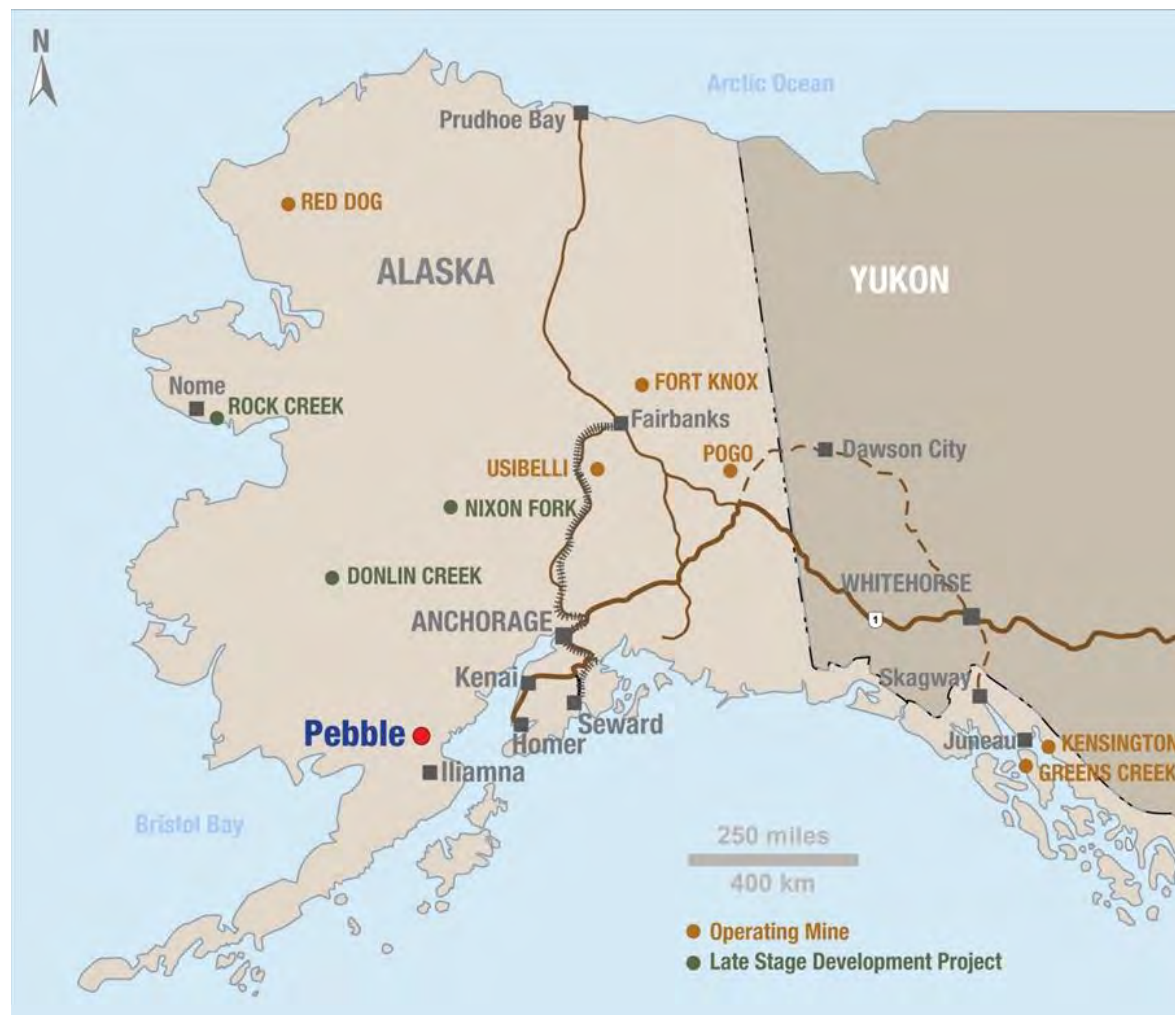 N
Arctic Ocean
Prudhoe Bay
RED DOG
ALASKA
YUKON
FORT KNOX
Nome
ROCK CREEK
Fairbanks
Dawson City
USIBELLI
POGO
NIXON FORK
DONLIN CREEK
WHITEHORSE
ANCHORAGE
1
Kenai
Skagway
Seward
Pebble
Homer
Juneau
KENSINGTON
Iliamna
GREENS CREEK
Bristol Bay
250 miles
400 km
Operating Mine
Late Stage Development Project